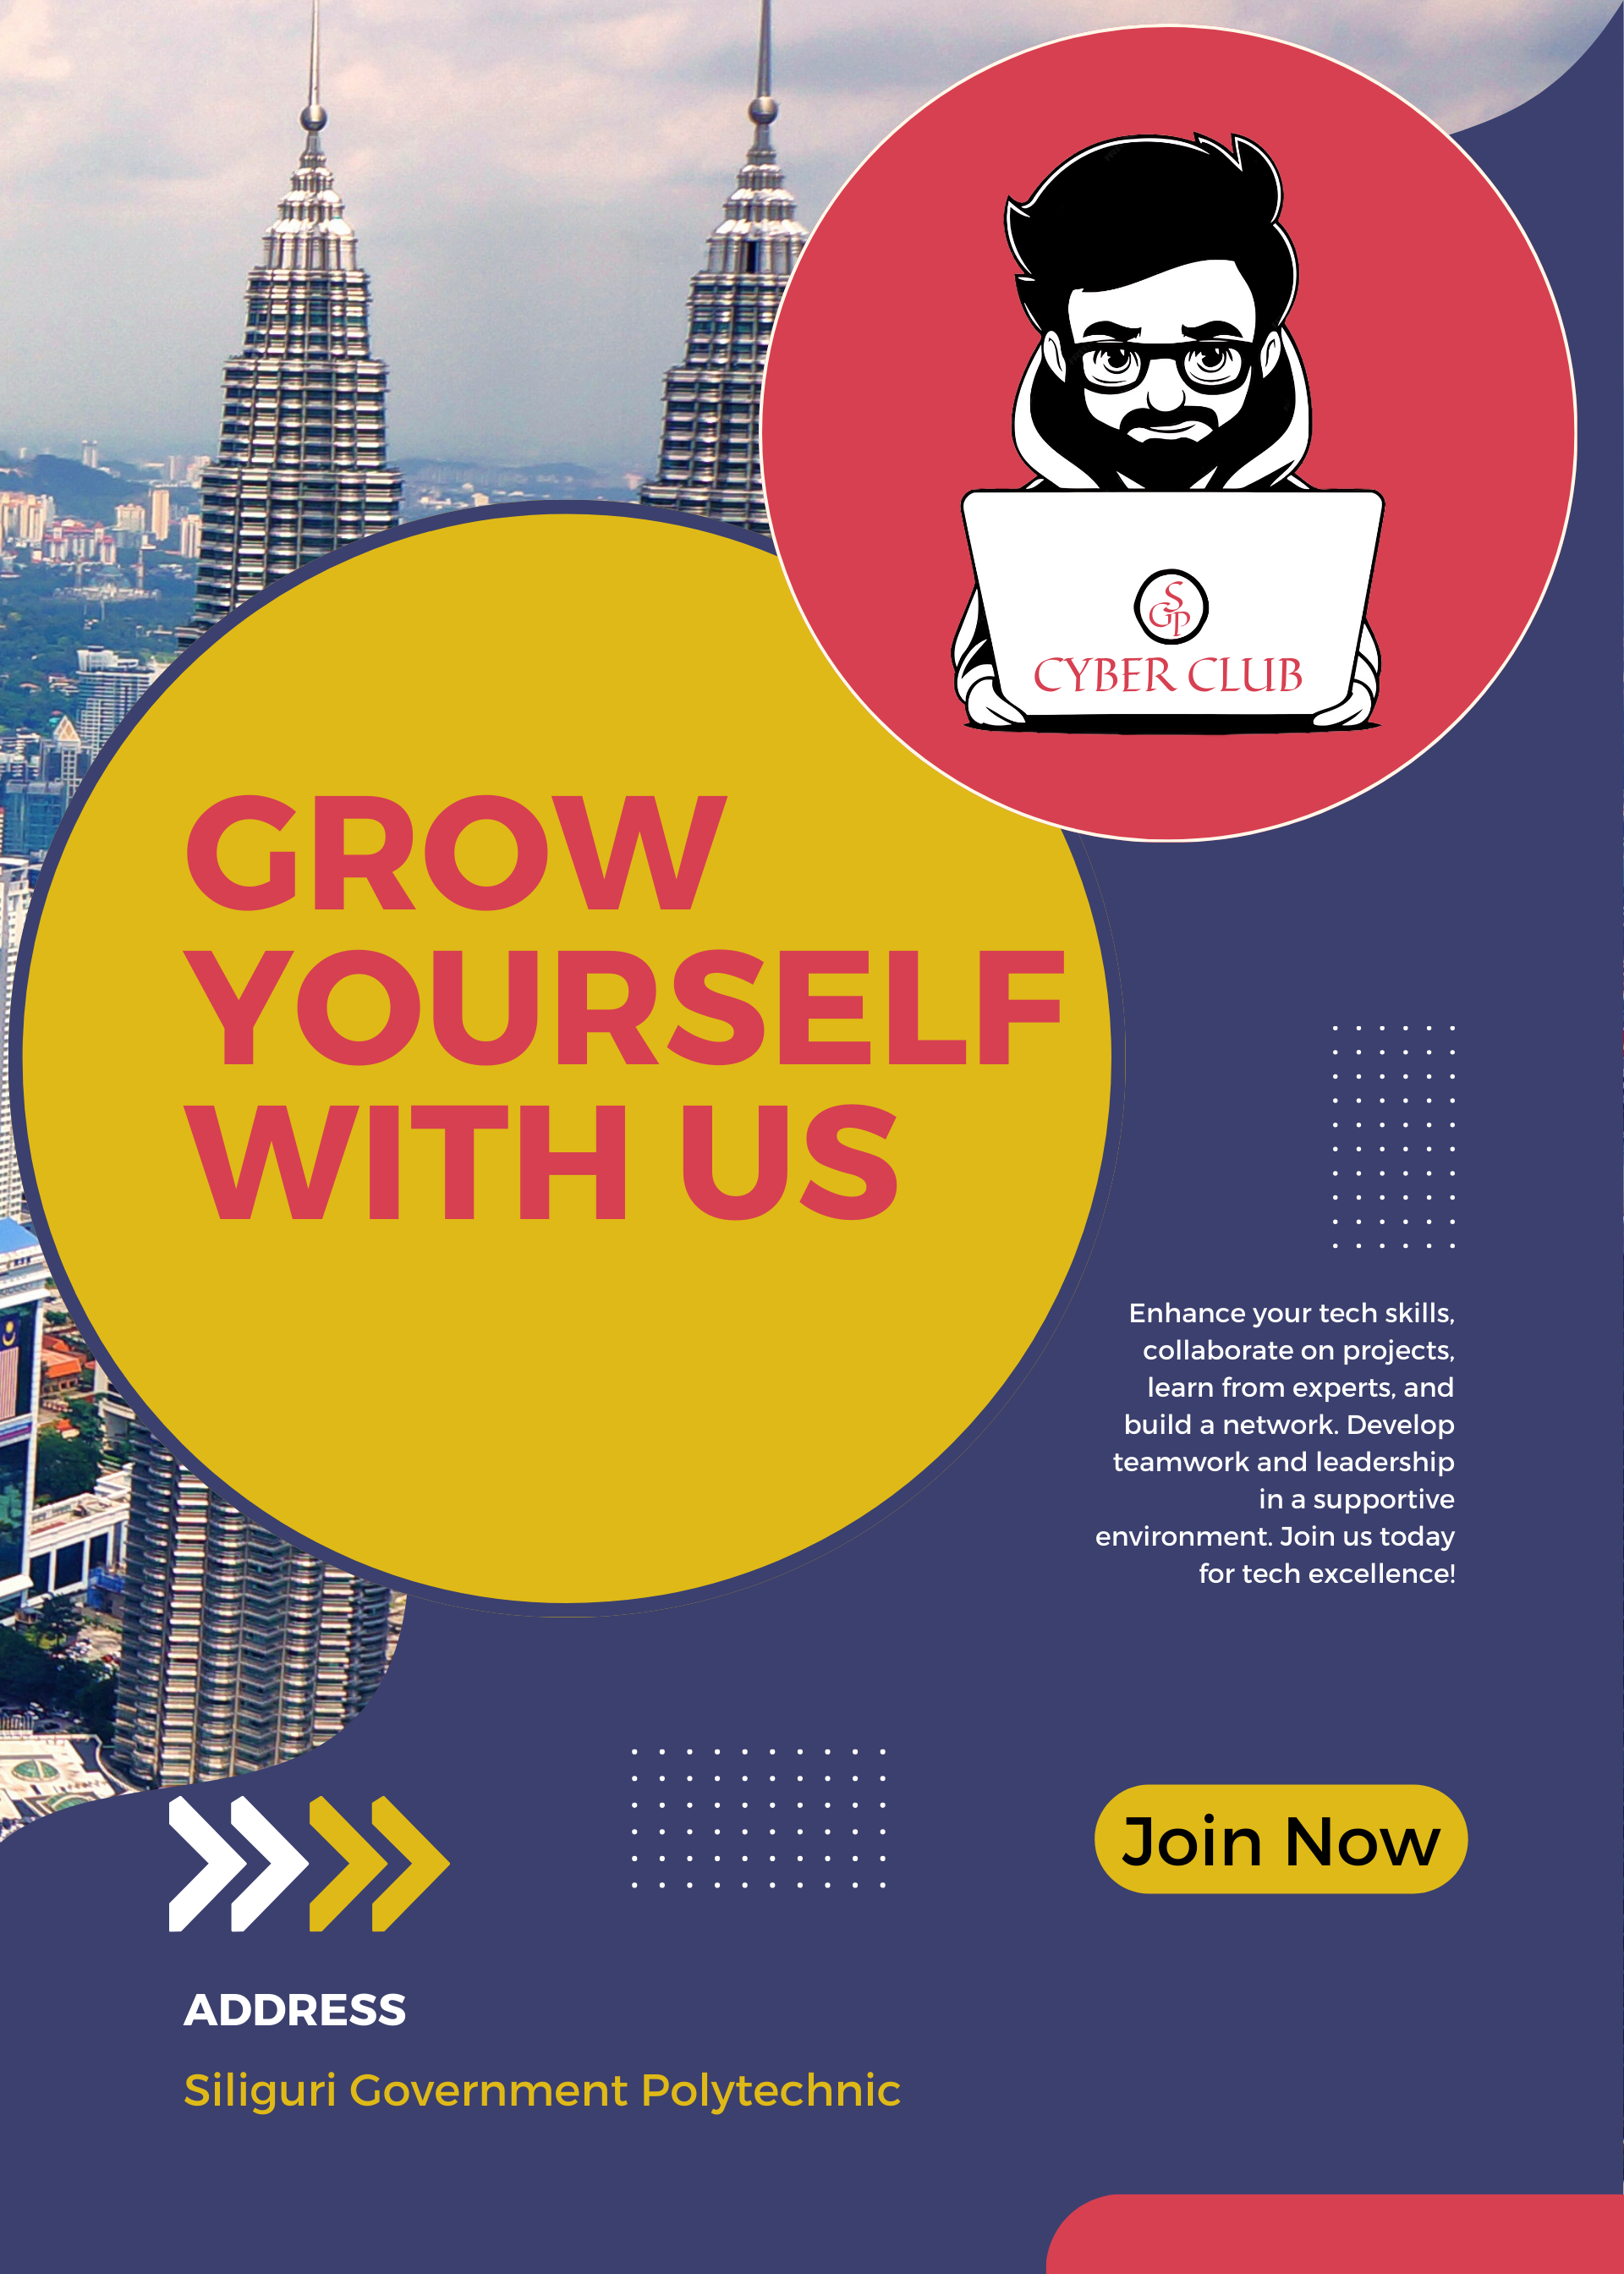 SGP
CYBER CLUB
GROW
YOURSELF
WITH US
Enhance your tech skills,
collaborate on projects,
learn from experts, and
build a network. Develop
teamwork and leadership
in a supportive
environment. Join us today
for tech excellence!
Join Now
ADDRESS
Siliguri Government Polytechnic